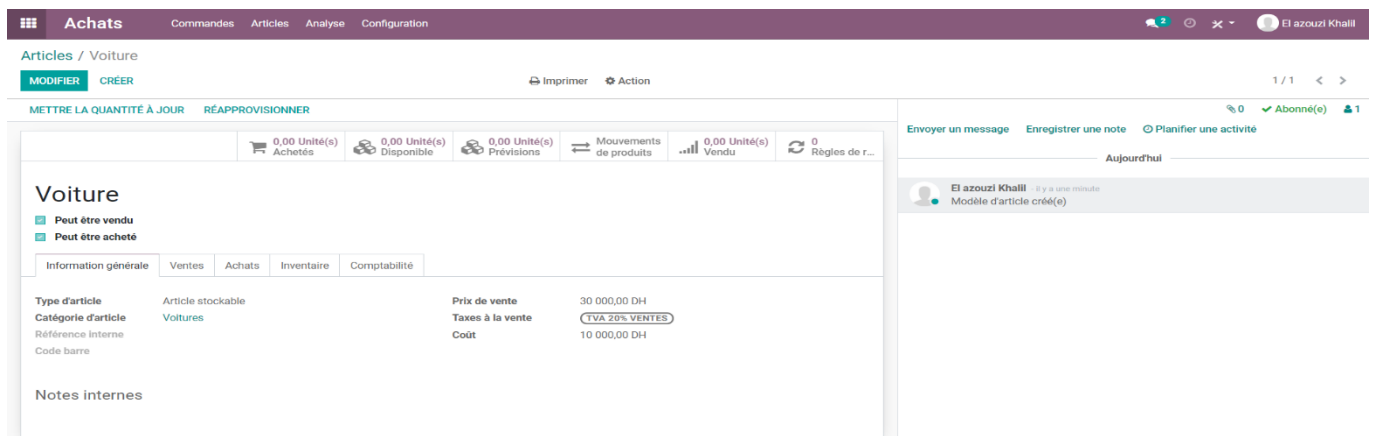 Achats Commandes Articles Analyse Configuration 2 El azouzi Khalil
Articles / Voiture
MODIFIER CRÉER Imprimer Action 1 / 1 < >
METTRE LA QUANTITÉ À JOUR RÉAPPROVISIONNER
0 Abonné(e) 1
Envoyer un message Enregistrer une note Planifier une activité
Aujourd'hui
El azouzi Khalil - il y a une minute
Modèle d'article créé(e)
0,00 Unité(s) Achetés
0,00 Unité(s) Disponible
0,00 Unité(s) Prévisions
Mouvements de produits
0,00 Unité(s) Vendu
0 Règles de r...
Voiture
Peut être vendu
Peut être acheté
Information générale Ventes Achats Inventaire Comptabilité
Type d'article Article stockable
Catégorie d'article Voitures
Référence interne
Code barre
Prix de vente 30 000,00 DH
Taxes à la vente TVA 20% VENTES
Coût 10 000,00 DH
Notes internes